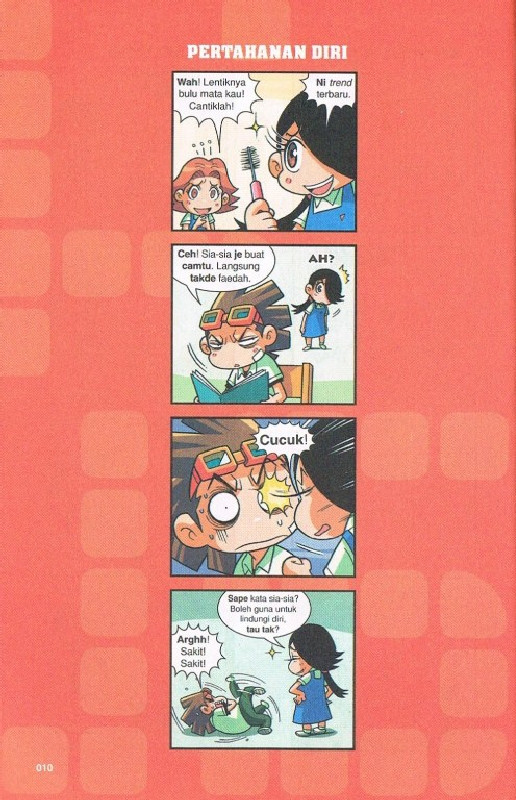 PERTAHANAN DIRI
Wah! Lentiknya
bulu mata kau!
Cantiklah!
Ni trend
terbaru.
Ceh! Sia-sia je buat
camtu. Langsung
takde faedah.
AH?
Cucuk!
Sape kata sia-sia?
Boleh guna untuk
lindungi diri,
tau tak?
Arghh!
Sakit!
Sakit!
010